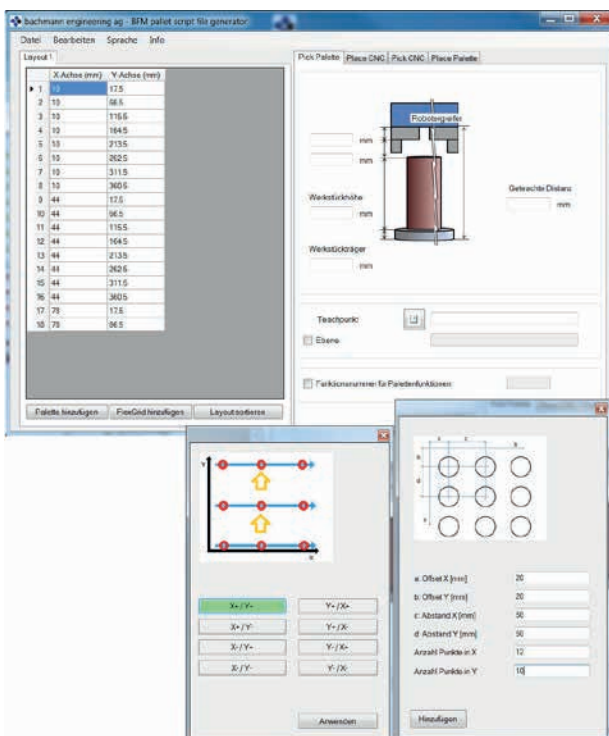 bachmann engineering ag - BFM pallet script file generator
Datei Bearbeiten Sprache Info
Layout 1
X-Achse (mm) Y-Achse (mm)
1 10 17.5
2 10 66.5
3 10 115.5
4 10 164.5
5 10 213.5
6 10 262.5
7 10 311.5
8 10 360.5
9 44 17.5
10 44 66.5
11 44 115.5
12 44 164.5
13 44 213.5
14 44 262.5
15 44 311.5
16 44 360.5
17 78 17.5
18 78 66.5
Palette hinzufügen FlexGrid hinzufügen Layout sortieren
Pick Palette Place CNC Pick CNC Place Palette
Robotergreifer
mm
mm
Werkstückhöhe
mm
Werkstückträger
mm
Geteachte Distanz
mm
Teachpunkt
Ebene
Funktionsnummer für Palettenfunktionen
Y
X
X+/Y+ Y+/X+
X+/Y- Y+/X-
X-/Y+ Y-/X+
X-/Y- Y-/X-
Anwenden
a: Offset X [mm] 20
b: Offset Y [mm] 20
c: Abstand X [mm] 50
d: Abstand Y [mm] 50
Anzahl Punkte in X 12
Anzahl Punkte in Y 10
Hinzufügen